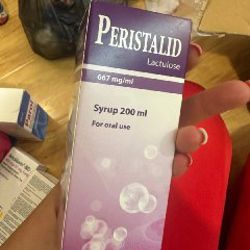 PERISTALID
Lactulose
667 mg/ml
Syrup 200 ml
For oral use